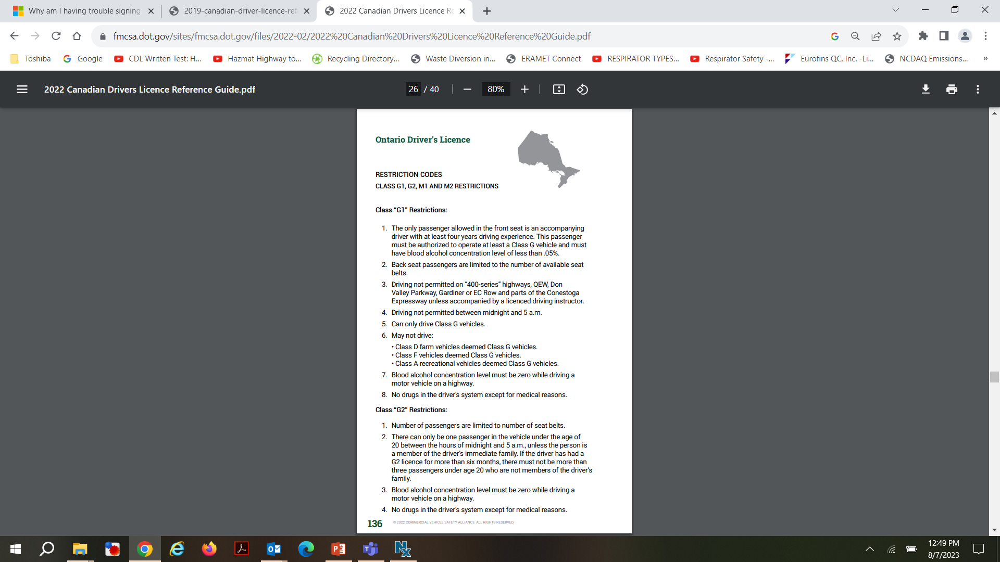 Why am I having trouble signing
2019-canadian-driver-licence-ref
2022 Canadian Drivers Licence Re
fmcsa.dot.gov/sites/fmcsa.dot.gov/files/2022-02/2022%20Canadian%20Drivers%20Licence%20Reference%20Guide.pdf
Toshiba
Google
CDL Written Test: H...
Hazmat Highway to...
Recycling Directory...
Waste Diversion in...
ERAMET Connect
RESPIRATOR TYPES...
Respirator Safety -...
Eurofins QC, Inc. -Li...
NCDAQ Emissions...
»
2022 Canadian Drivers Licence Reference Guide.pdf
26 / 40
80%
Ontario Driver's Licence
RESTRICTION CODES
CLASS G1, G2, M1 AND M2 RESTRICTIONS
Class “G1” Restrictions:
1. The only passenger allowed in the front seat is an accompanying
driver with at least four years driving experience. This passenger
must be authorized to operate at least a Class G vehicle and must
have blood alcohol concentration level of less than .05%.
2. Back seat passengers are limited to the number of available seat
belts.
3. Driving not permitted on “400-series” highways, QEW, Don
Valley Parkway, Gardiner or EC Row and parts of the Conestoga
Expressway unless accompanied by a licenced driving instructor.
4. Driving not permitted between midnight and 5 a.m.
5. Can only drive Class G vehicles.
6. May not drive:
• Class D farm vehicles deemed Class G vehicles.
• Class F vehicles deemed Class G vehicles.
• Class A recreational vehicles deemed Class G vehicles.
7. Blood alcohol concentration level must be zero while driving a
motor vehicle on a highway.
8. No drugs in the driver's system except for medical reasons.
Class “G2” Restrictions:
1. Number of passengers are limited to number of seat belts.
2. There can only be one passenger in the vehicle under the age of
20 between the hours of midnight and 5 a.m., unless the person is
a member of the driver's immediate family. If the driver has had a
G2 licence for more than six months, there must not be more than
three passengers under age 20 who are not members of the driver's
family.
3. Blood alcohol concentration level must be zero while driving a
motor vehicle on a highway.
4. No drugs in the driver's system except for medical reasons.
136
© 2022 COMMERCIAL VEHICLE SAFETY ALLIANCE ALL RIGHTS RESERVED.
12:49 PM
8/7/2023